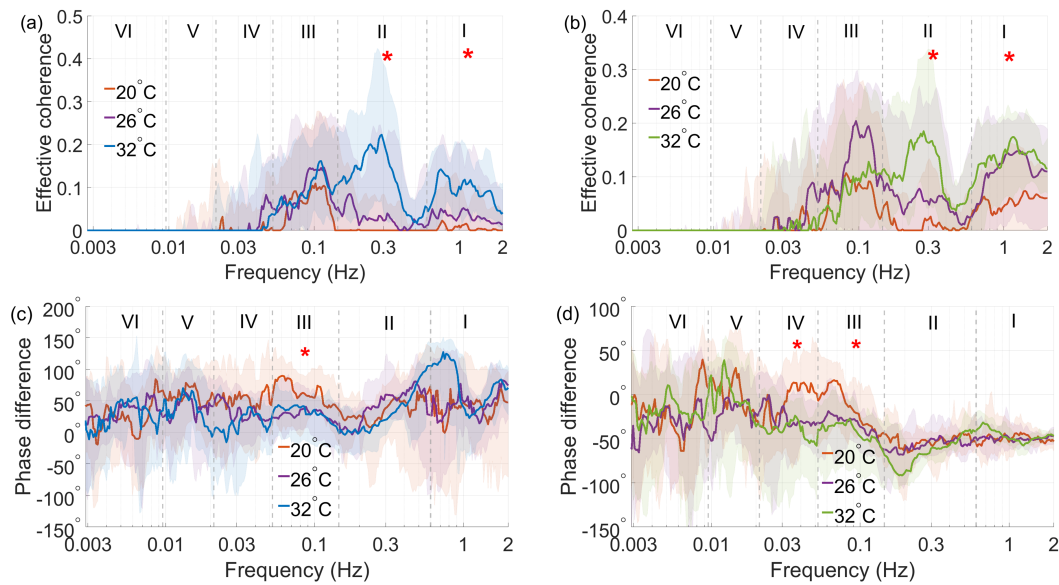 (a)
0.5
0.4
0.3
0.2
0.1
0
Effective coherence
VI V IV III II I
* *
20°C
26°C
32°C
0.003 0.01 0.03 0.1 0.3 1 2
Frequency (Hz)
(b)
0.4
0.3
0.2
0.1
0
Effective coherence
VI V IV III II I
* *
20°C
26°C
32°C
0.003 0.01 0.03 0.1 0.3 1 2
Frequency (Hz)
(c)
200°
150°
100°
50°
0°
-50°
-100°
-150°
Phase difference
VI V IV III II I
*
20°C
26°C
32°C
0.003 0.01 0.03 0.1 0.3 1 2
Frequency (Hz)
(d)
100°
50°
0°
-50°
-100°
-150°
Phase difference
VI V IV III II I
* *
20°C
26°C
32°C
0.003 0.01 0.03 0.1 0.3 1 2
Frequency (Hz)